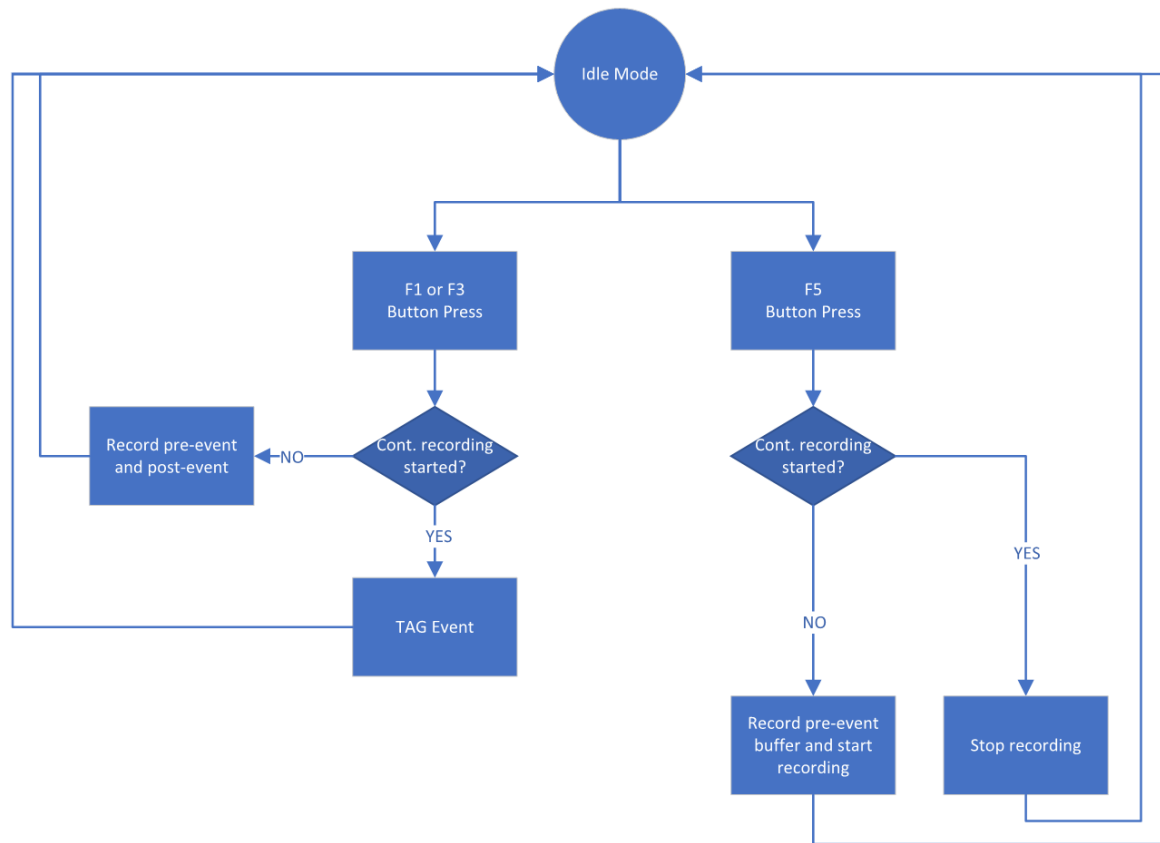 Idle Mode
F1 or F3
Button Press
F5
Button Press
Record pre-event
and post-event
NO
Cont. recording
started?
Cont. recording
started?
YES
YES
TAG Event
NO
Record pre-event
buffer and start
recording
Stop recording